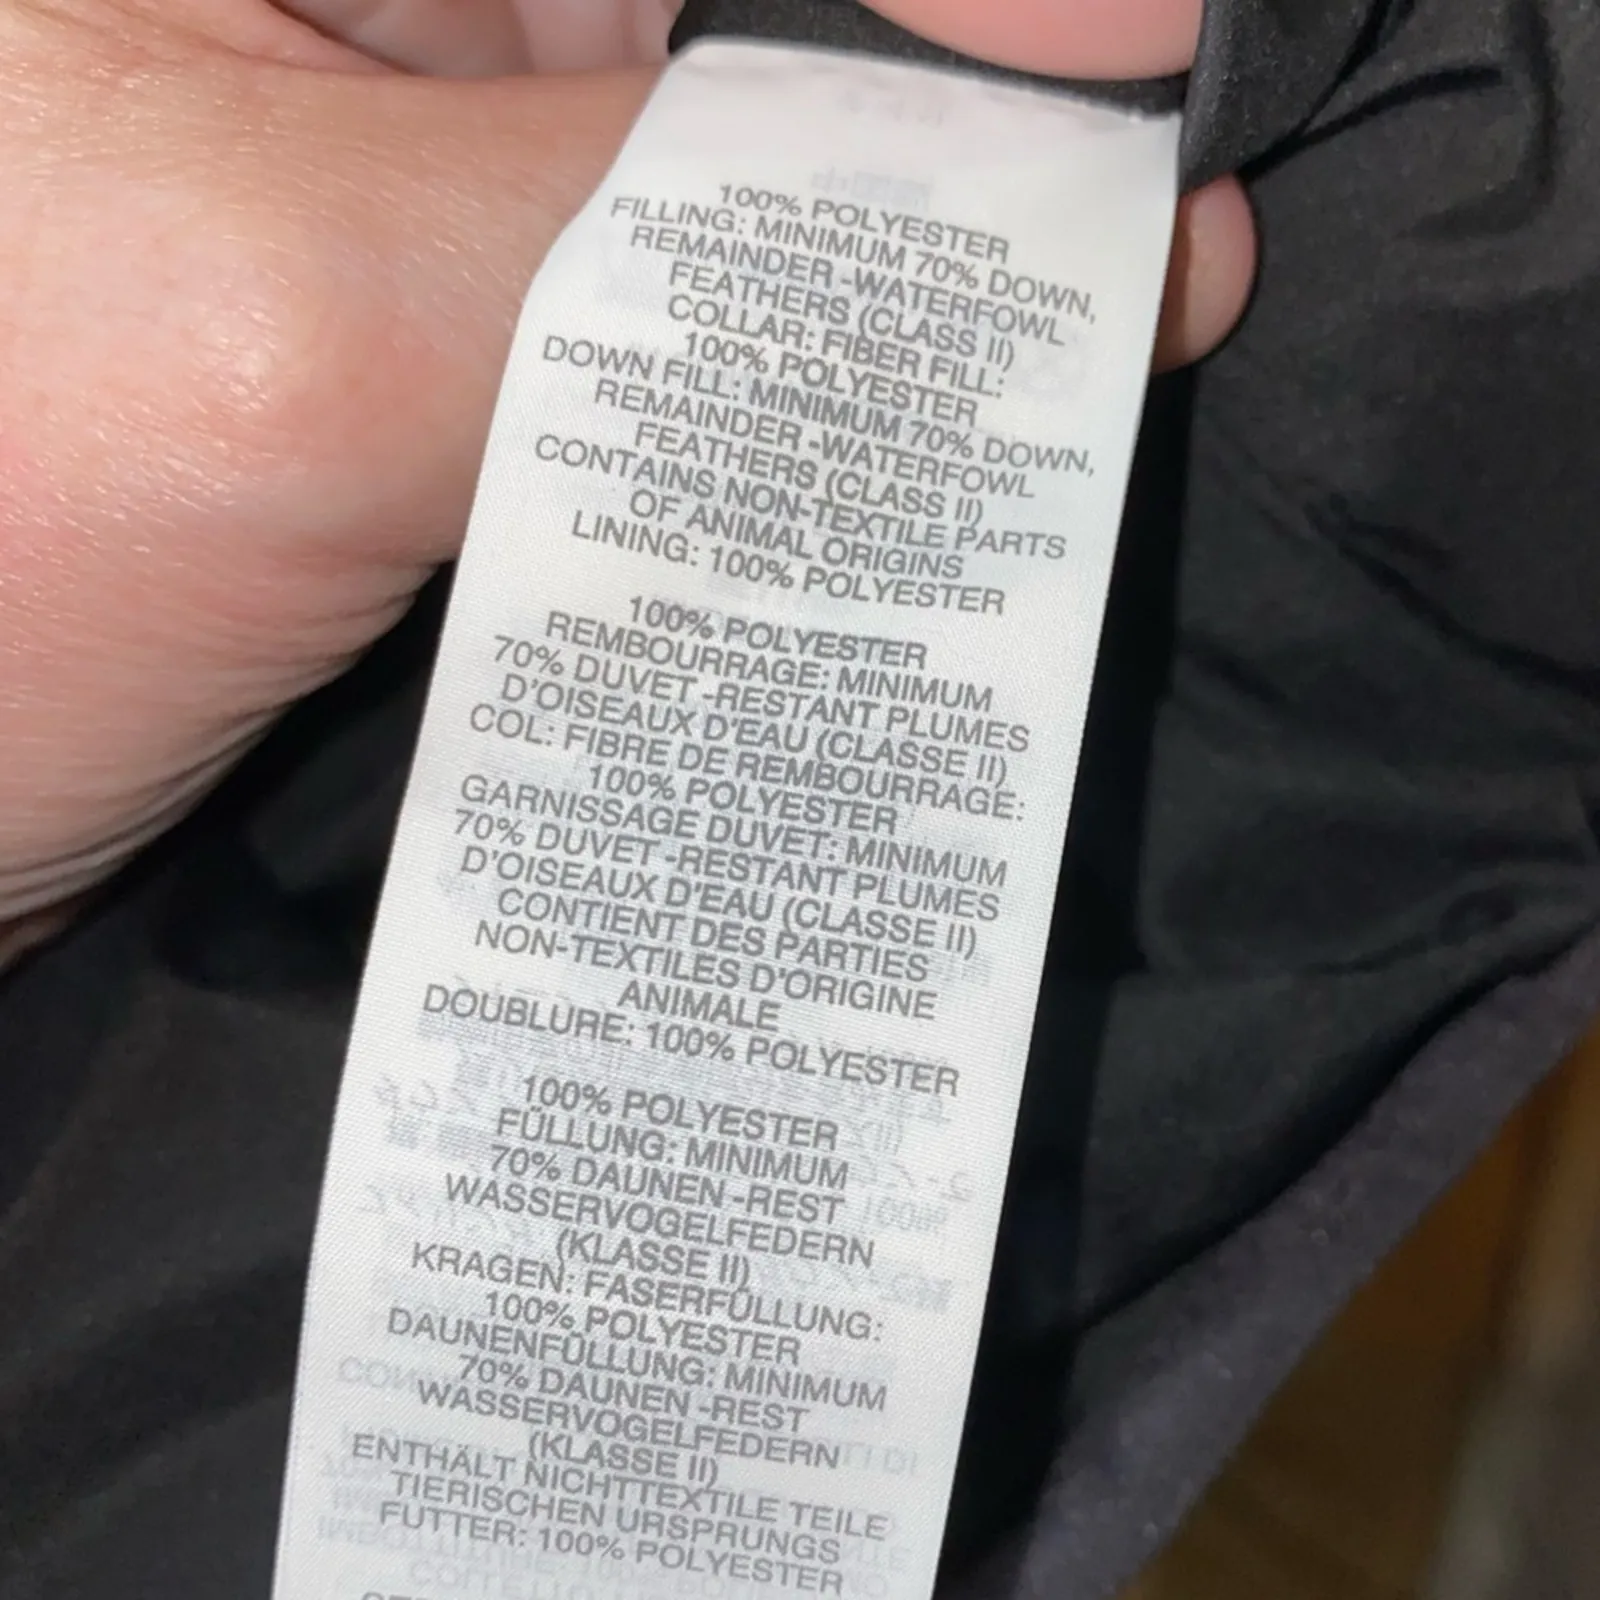 100% POLYESTER
FILLING: MINIMUM 70% DOWN,
REMAINDER -WATERFOWL
FEATHERS (CLASS II)
COLLAR: FIBER FILL:
100% POLYESTER
DOWN FILL: MINIMUM 70% DOWN,
REMAINDER -WATERFOWL
FEATHERS (CLASS II)
CONTAINS NON-TEXTILE PARTS
OF ANIMAL ORIGINS
LINING: 100% POLYESTER
100% POLYESTER
REMBOURRAGE: MINIMUM
70% DUVET -RESTANT PLUMES
D'OISEAUX D'EAU (CLASSE II)
COL: FIBRE DE REMBOURRAGE:
100% POLYESTER
GARNISSAGE DUVET: MINIMUM
70% DUVET -RESTANT PLUMES
D'OISEAUX D'EAU (CLASSE II)
CONTIENT DES PARTIES
NON-TEXTILES D'ORIGINE
ANIMALE
DOUBLURE: 100% POLYESTER
100% POLYESTER
FÜLLUNG: MINIMUM
70% DAUNEN -REST
WASSERVOGELFEDERN
(KLASSE II)
KRAGEN: FASERFÜLLUNG:
100% POLYESTER
DAUNENFÜLLUNG: MINIMUM
70% DAUNEN -REST
WASSERVOGELFEDERN
(KLASSE II)
ENTHÄLT NICHTTEXTILE TEILE
TIERISCHEN URSPRUNGS
FUTTER: 100% POLYESTER